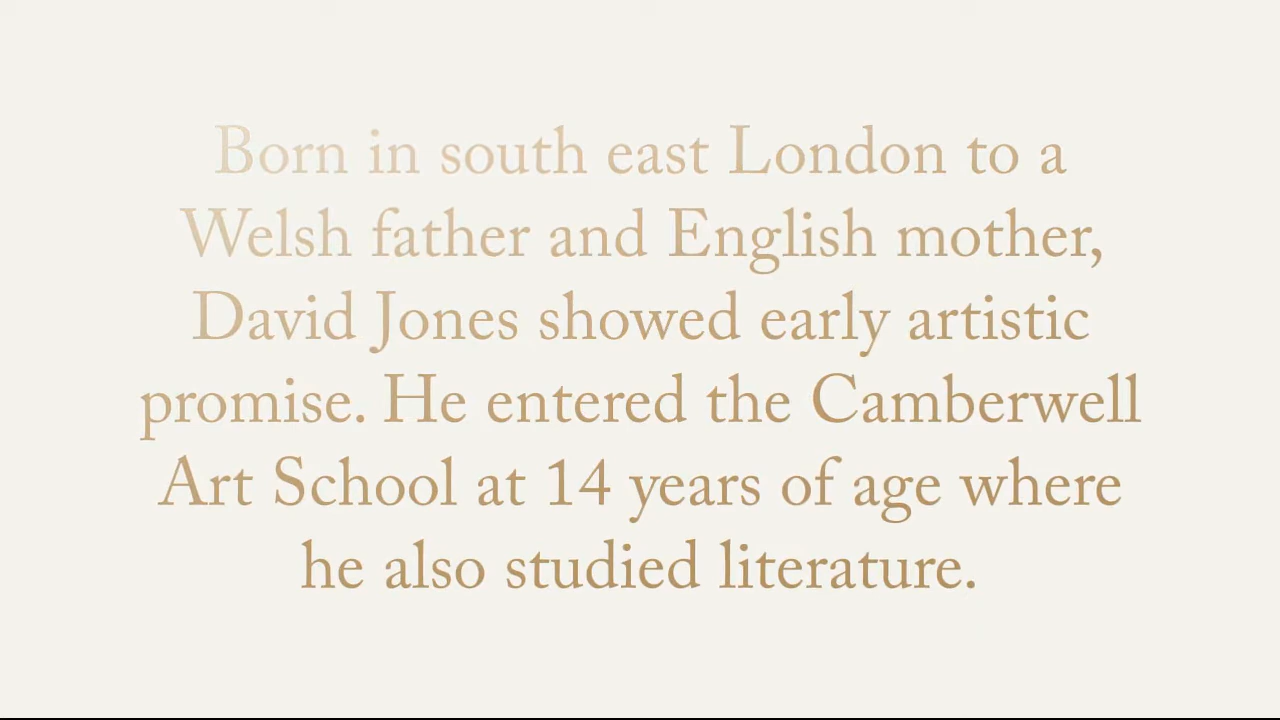 Born in south east London to a
Welsh father and English mother,
David Jones showed early artistic
promise. He entered the Camberwell
Art School at 14 years of age where
he also studied literature.